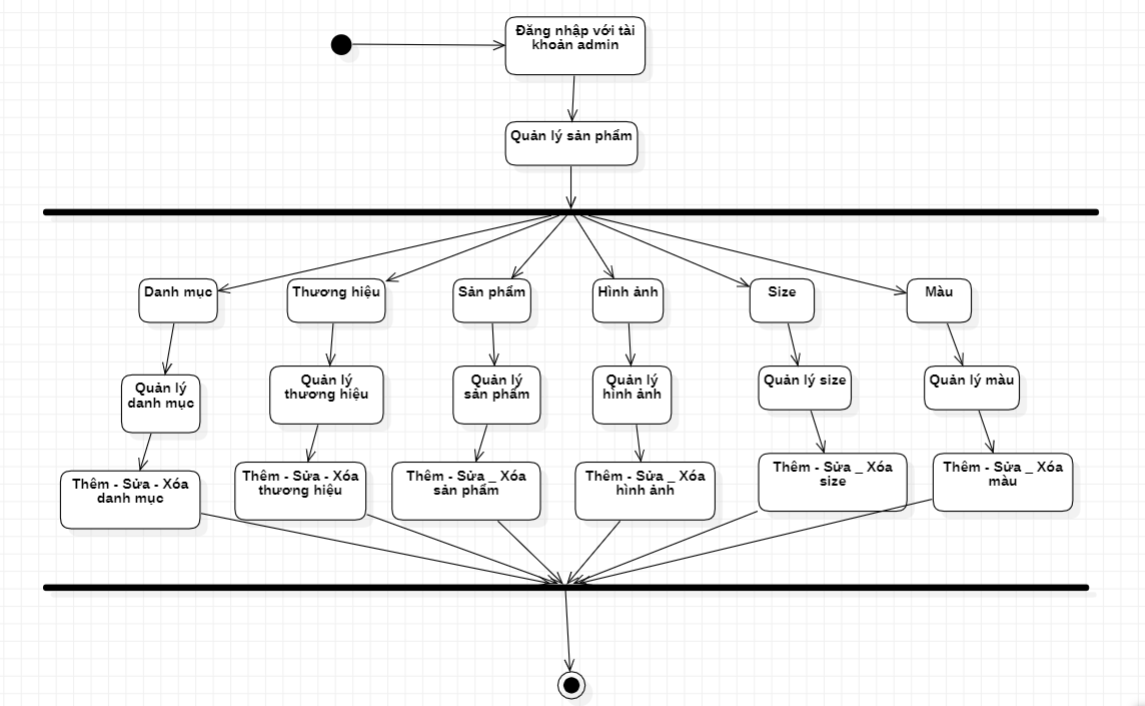 Đăng nhập với tài
khoản admin
Quản lý sản phẩm
Danh mục
Thương hiệu
Sản phẩm
Hình ảnh
Size
Màu
Quản lý
danh mục
Quản lý
thương hiệu
Quản lý
sản phẩm
Quản lý
hình ảnh
Quản lý size
Quản lý màu
Thêm - Sửa - Xóa
danh mục
Thêm - Sửa - Xóa
thương hiệu
Thêm - Sửa _ Xóa
sản phẩm
Thêm - Sửa _ Xóa
hình ảnh
Thêm - Sửa _ Xóa
size
Thêm - Sửa _ Xóa
màu